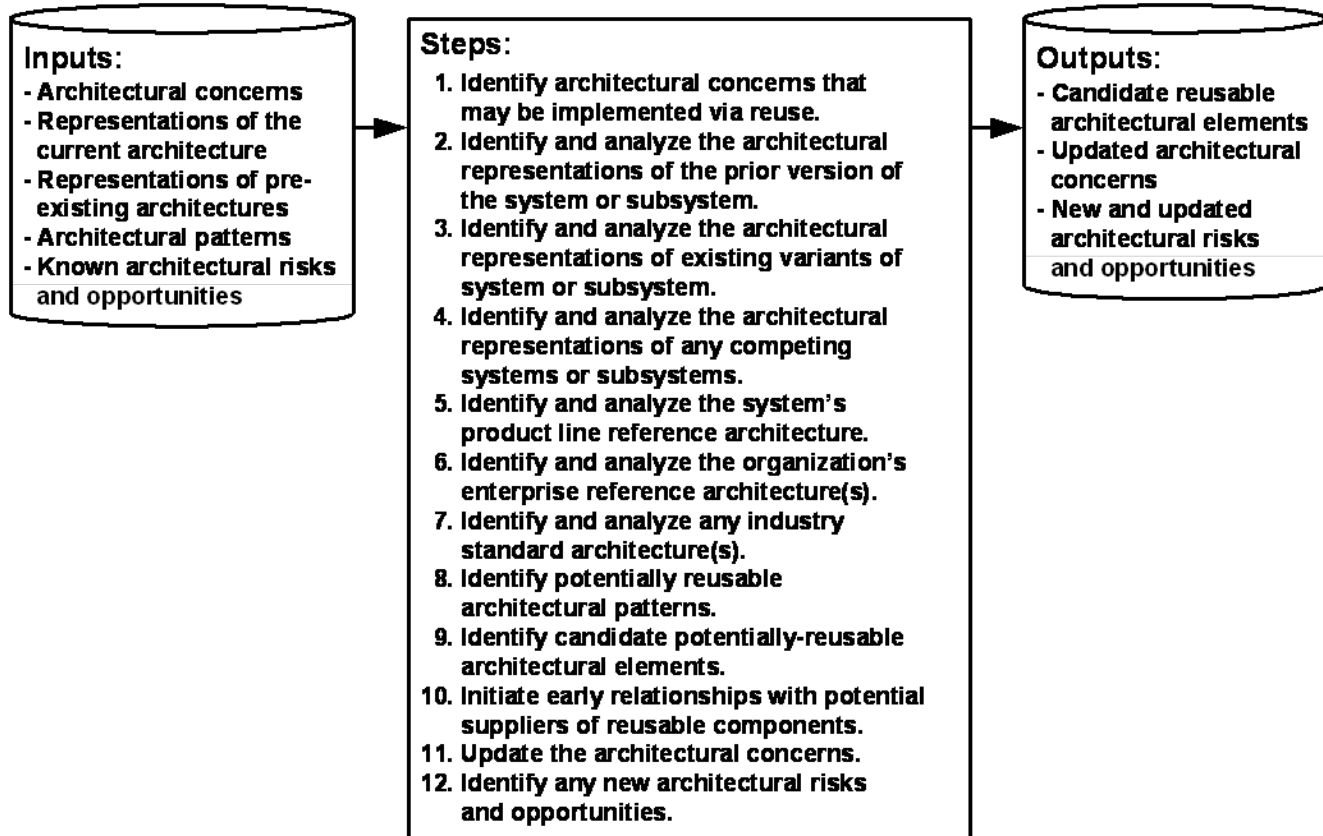 Inputs:
- Architectural concerns
- Representations of the
current architecture
- Representations of pre-
existing architectures
- Architectural patterns
- Known architectural risks
and opportunities
Steps:
1. Identify architectural concerns that
may be implemented via reuse.
2. Identify and analyze the architectural
representations of the prior version of
the system or subsystem.
3. Identify and analyze the architectural
representations of existing variants of
system or subsystem.
4. Identify and analyze the architectural
representations of any competing
systems or subsystems.
5. Identify and analyze the system's
product line reference architecture.
6. Identify and analyze the organization's
enterprise reference architecture(s).
7. Identify and analyze any industry
standard architecture(s).
8. Identify potentially reusable
architectural patterns.
9. Identify candidate potentially-reusable
architectural elements.
10. Initiate early relationships with potential
suppliers of reusable components.
11. Update the architectural concerns.
12. Identify any new architectural risks
and opportunities.
Outputs:
- Candidate reusable
architectural elements
- Updated architectural
concerns
- New and updated
architectural risks
and opportunities